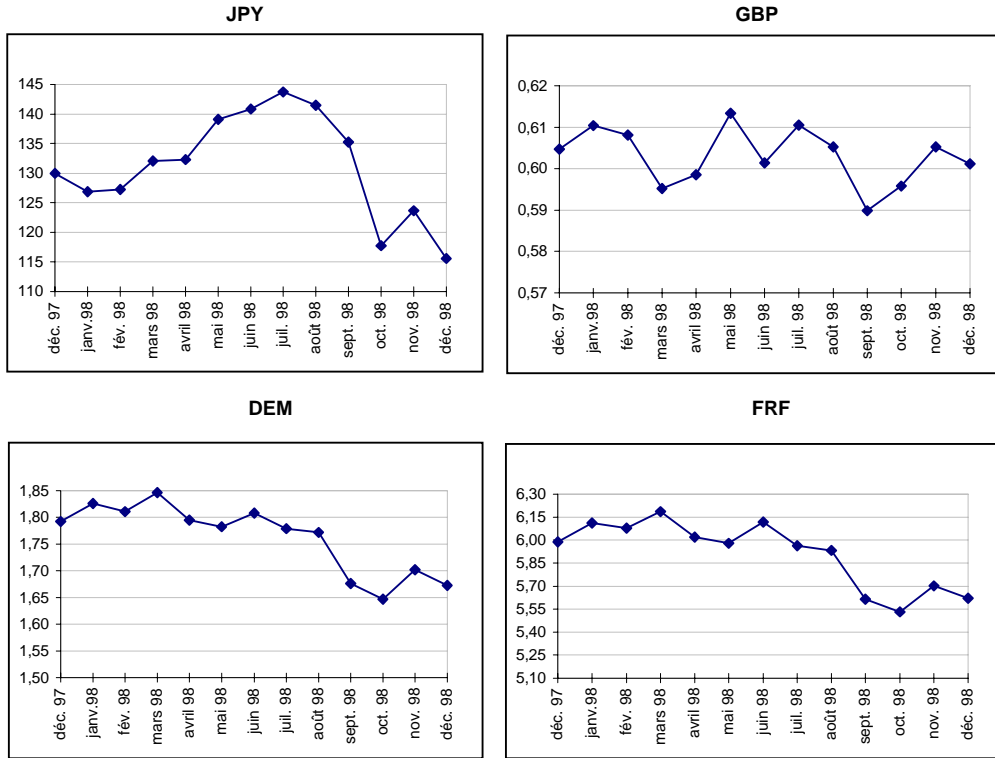 JPY
145
140
135
130
125
120
115
110
déc. 97
janv.98
fév. 98
mars 98
avril 98
mai 98
juin 98
juil. 98
août 98
sept. 98
oct. 98
nov. 98
déc. 98
GBP
0,62
0,61
0,60
0,59
0,58
0,57
déc. 97
janv.98
fév. 98
mars 98
avril 98
mai 98
juin 98
juil. 98
août 98
sept. 98
oct. 98
nov. 98
déc. 98
DEM
1,85
1,80
1,75
1,70
1,65
1,60
1,55
1,50
déc. 97
janv.98
fév. 98
mars 98
avril 98
mai 98
juin 98
juil. 98
août 98
sept. 98
oct. 98
nov. 98
déc. 98
FRF
6,30
6,15
6,00
5,85
5,70
5,55
5,40
5,25
5,10
déc. 97
janv.98
fév. 98
mars 98
avril 98
mai 98
juin 98
juil. 98
août 98
sept. 98
oct. 98
nov. 98
déc. 98